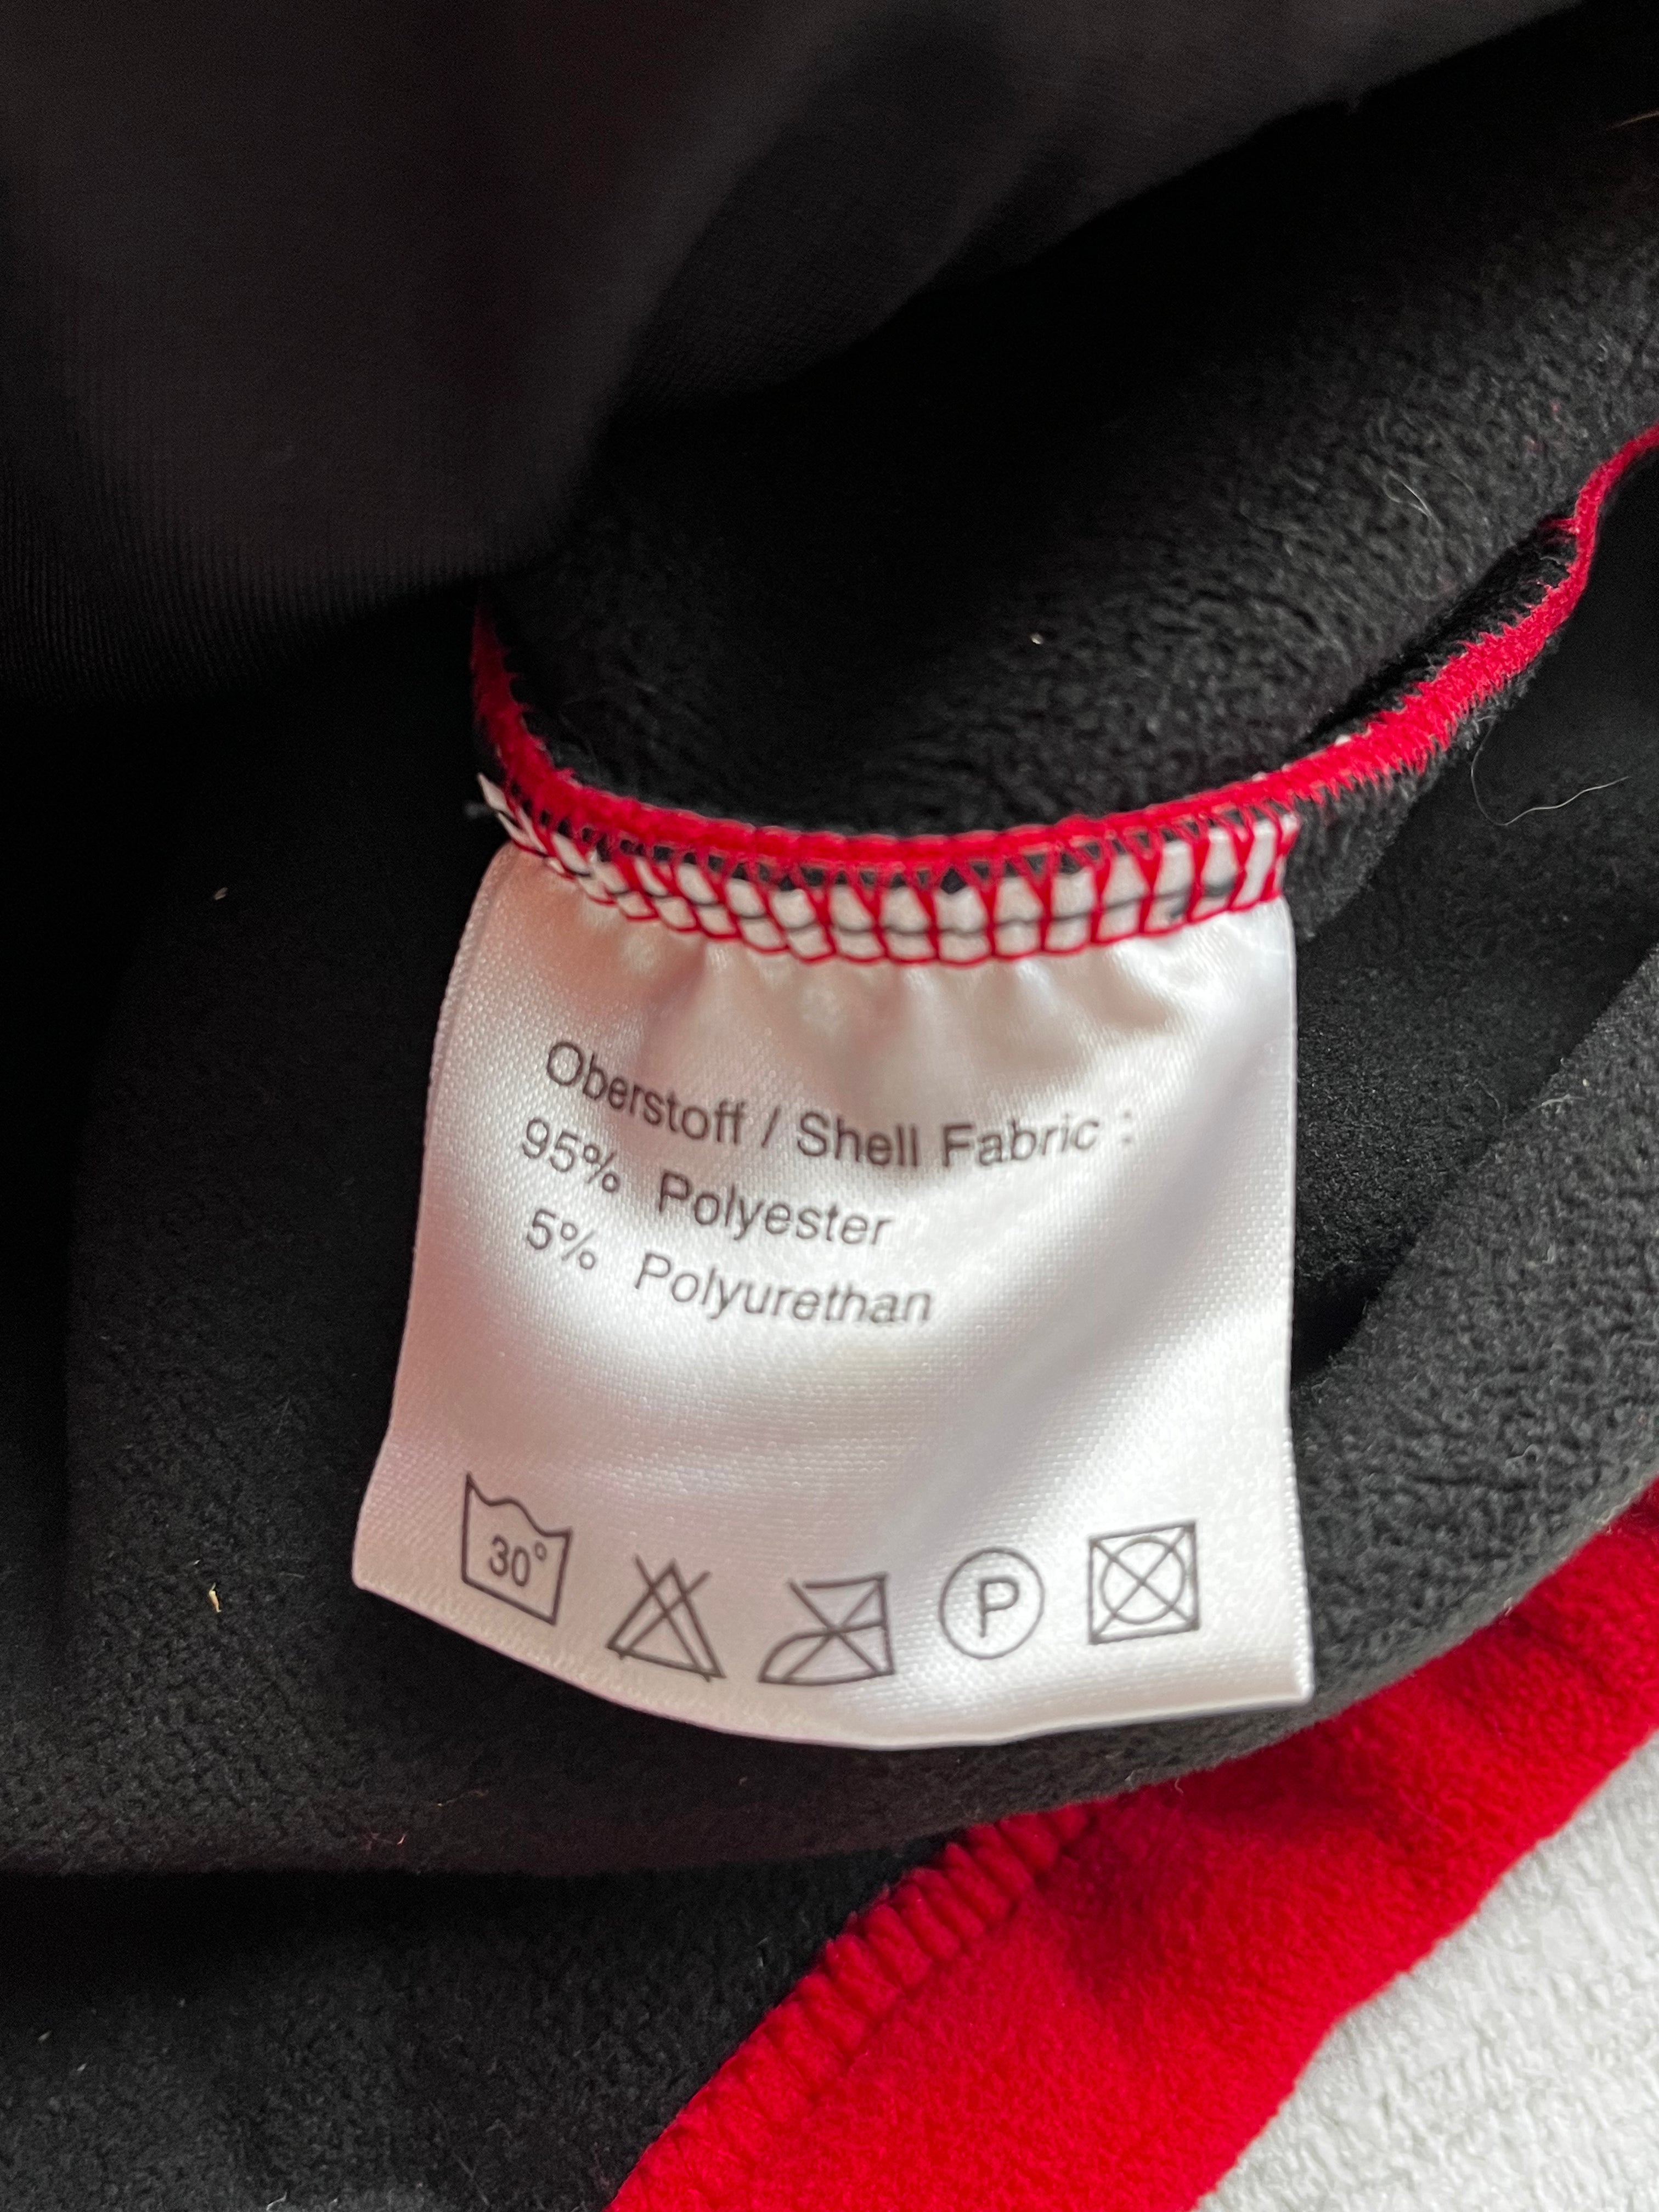 Oberstoff / Shell Fabric :
95% Polyester
5% Polyurethan
30°
P